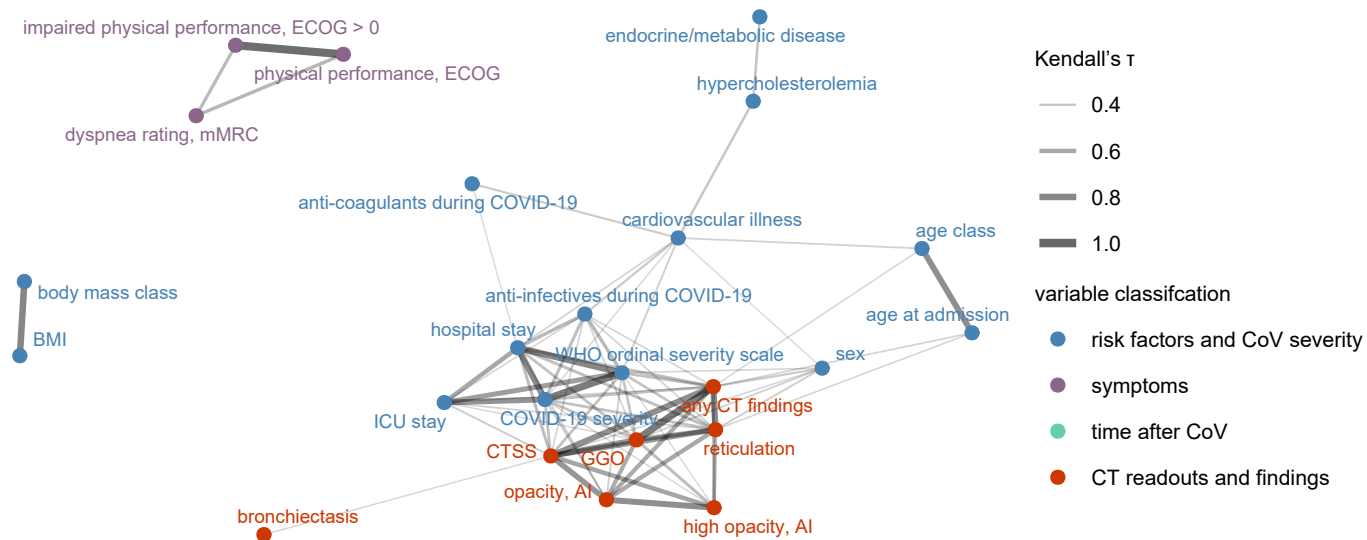 impaired physical performance, ECOG > 0
physical performance, ECOG
dyspnea rating, mMRC
endocrine/metabolic disease
hypercholesterolemia
anti-coagulants during COVID-19
cardiovascular illness
age class
body mass class
BMI
anti-infectives during COVID-19
age at admission
hospital stay
WHO ordinal severity scale
sex
ICU stay
COVID-19 severity
any CT findings
CTSS
GGO
reticulation
opacity, AI
high opacity, AI
bronchiectasis
Kendall's τ
0.4
0.6
0.8
1.0
variable classifcation
risk factors and CoV severity
symptoms
time after CoV
CT readouts and findings